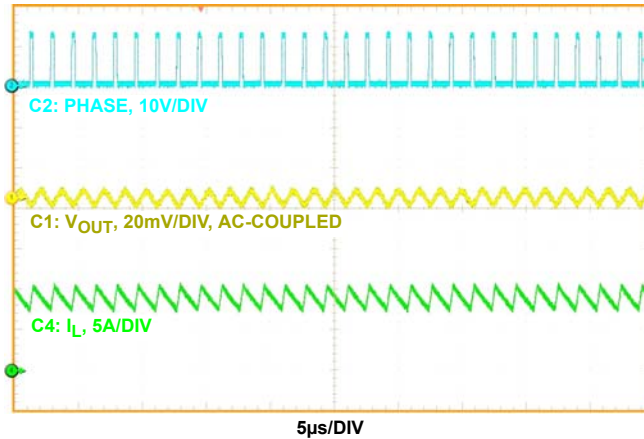 C2: PHASE, 10V/DIV
C1: VOUT, 20mV/DIV, AC-COUPLED
C4: IL, 5A/DIV
5µs/DIV